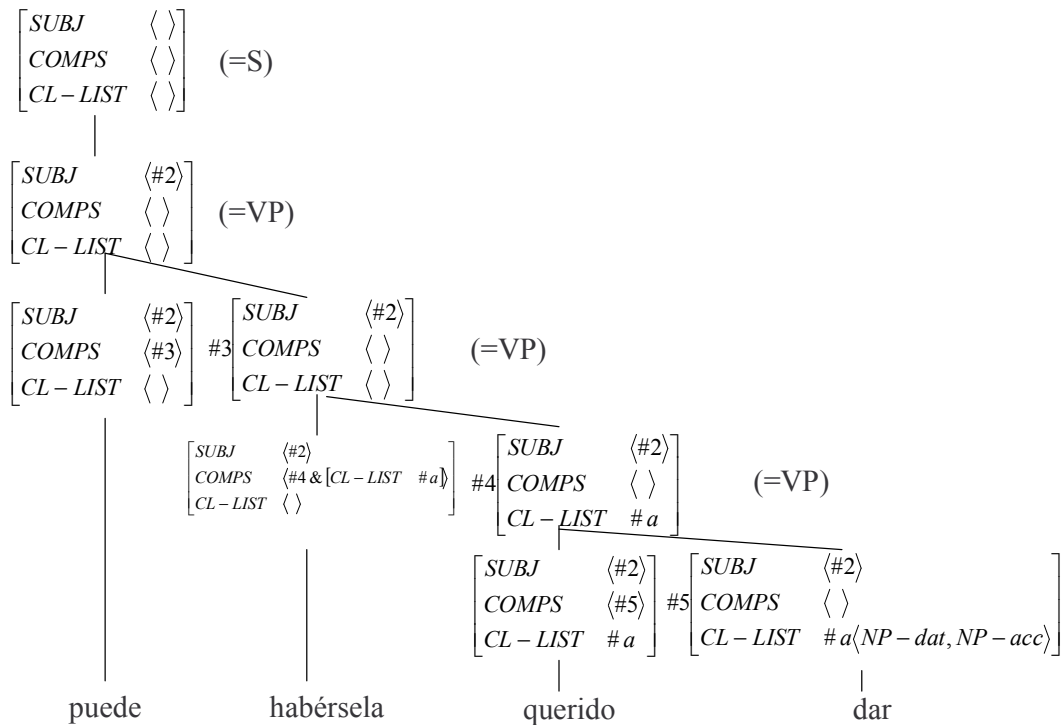 [SUBJ ⟨ ⟩
COMPS ⟨ ⟩ (=S)
CL – LIST ⟨ ⟩]
[SUBJ ⟨#2⟩
COMPS ⟨ ⟩ (=VP)
CL – LIST ⟨ ⟩]
[SUBJ ⟨#2⟩
COMPS ⟨#3⟩
CL – LIST ⟨ ⟩]
#3[SUBJ ⟨#2⟩
COMPS ⟨ ⟩ (=VP)
CL – LIST ⟨ ⟩]
[SUBJ ⟨#2⟩
COMPS ⟨#4 & [CL – LIST # a]⟩
CL – LIST ⟨ ⟩]
#4[SUBJ ⟨#2⟩
COMPS ⟨ ⟩ (=VP)
CL – LIST # a]
[SUBJ ⟨#2⟩
COMPS ⟨#5⟩
CL – LIST # a]
#5[SUBJ ⟨#2⟩
COMPS ⟨ ⟩
CL – LIST # a⟨NP – dat, NP – acc⟩]
puede habérsela querido dar